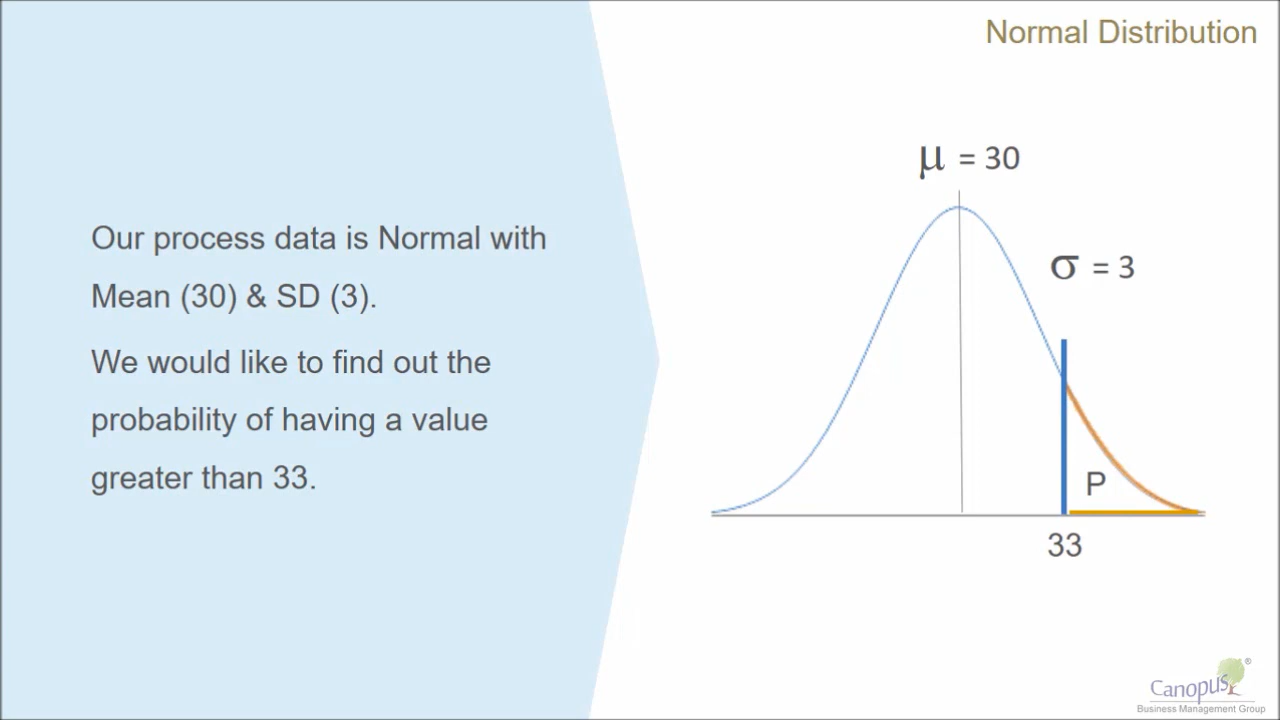 Normal Distribution
Our process data is Normal with
Mean (30) & SD (3).
We would like to find out the
probability of having a value
greater than 33.
μ = 30
σ = 3
P
33
Canopus®
Business Management Group